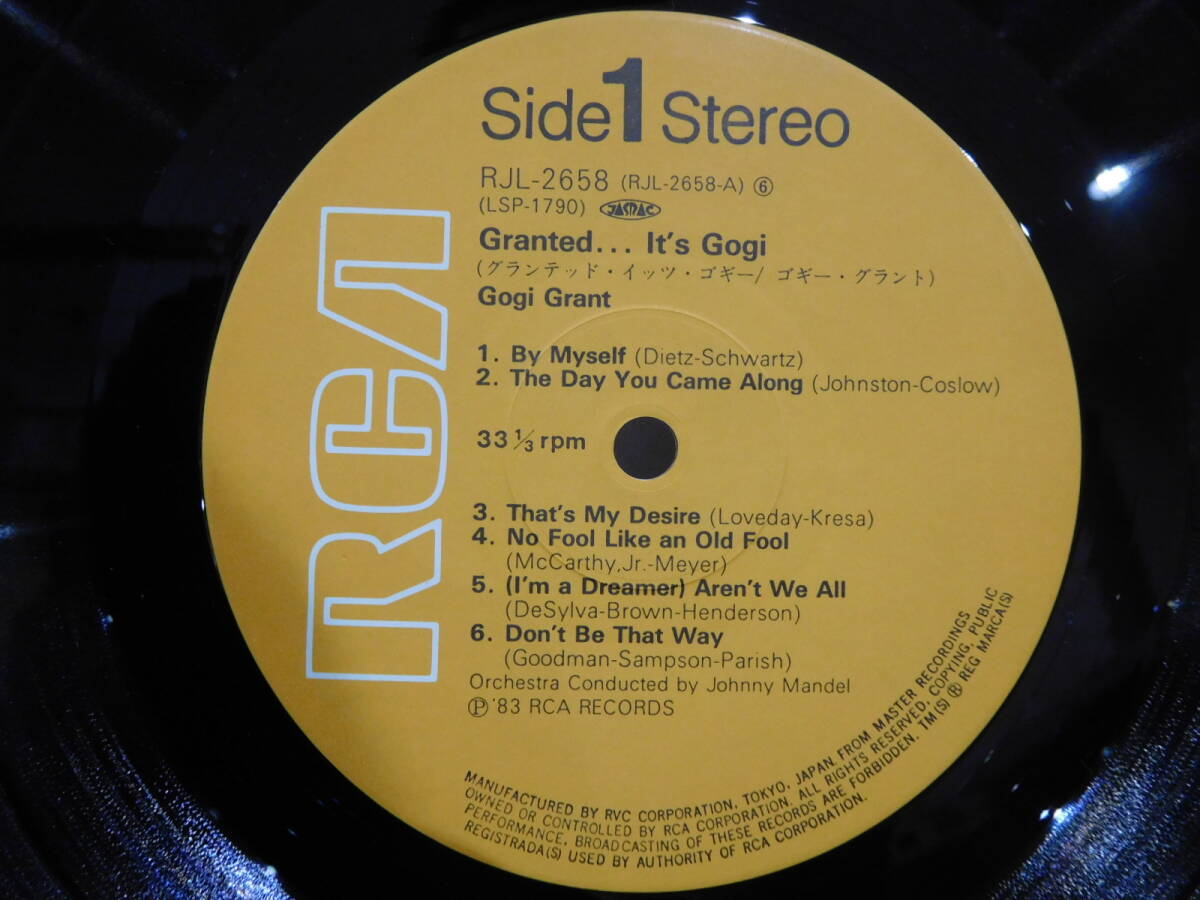 Side 1 Stereo
RJL-2658 (RJL-2658-A) ⑥
(LSP-1790) JASRAC
Granted... It's Gogi
(グランテッド・イッツ・ゴギー/ ゴギー・グラント)
Gogi Grant
1. By Myself (Dietz-Schwartz)
2. The Day You Came Along (Johnston-Coslow)
33 1/3 rpm
3. That's My Desire (Loveday-Kresa)
4. No Fool Like an Old Fool
(McCarthy,Jr.-Meyer)
5. (I'm a Dreamer) Aren't We All
(DeSylva-Brown-Henderson)
6. Don't Be That Way
(Goodman-Sampson-Parish)
Orchestra Conducted by Johnny Mandel
Ⓟ '83 RCA RECORDS
RCA
MANUFACTURED BY RVC CORPORATION, TOKYO, JAPAN, FROM MASTER RECORDINGS
OWNED OR CONTROLLED BY RCA CORPORATION. ALL RIGHTS RESERVED, COPYING, PUBLIC
PERFORMANCE, BROADCASTING OF THESE RECORDS ARE FORBIDDEN. TM(S) ® REG MARCA(S)
REGISTRADA(S) USED BY AUTHORITY OF RCA CORPORATION.